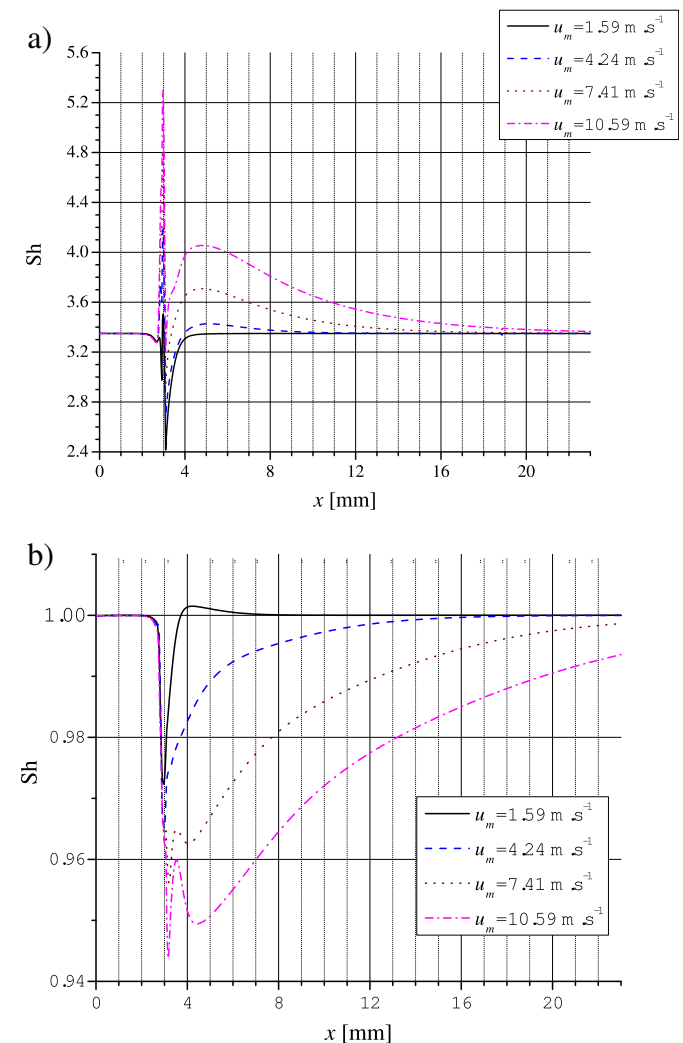 a)
u_m=1.59 m.s⁻¹
u_m=4.24 m.s⁻¹
u_m=7.41 m.s⁻¹
u_m=10.59 m.s⁻¹
5.6
5.2
4.8
4.4
4.0
3.6
3.2
2.8
2.4
Sh
0 4 8 12 16 20
x [mm]
b)
1.00
0.98
0.96
0.94
Sh
u_m=1.59 m.s⁻¹
u_m=4.24 m.s⁻¹
u_m=7.41 m.s⁻¹
u_m=10.59 m.s⁻¹
0 4 8 12 16 20
x [mm]